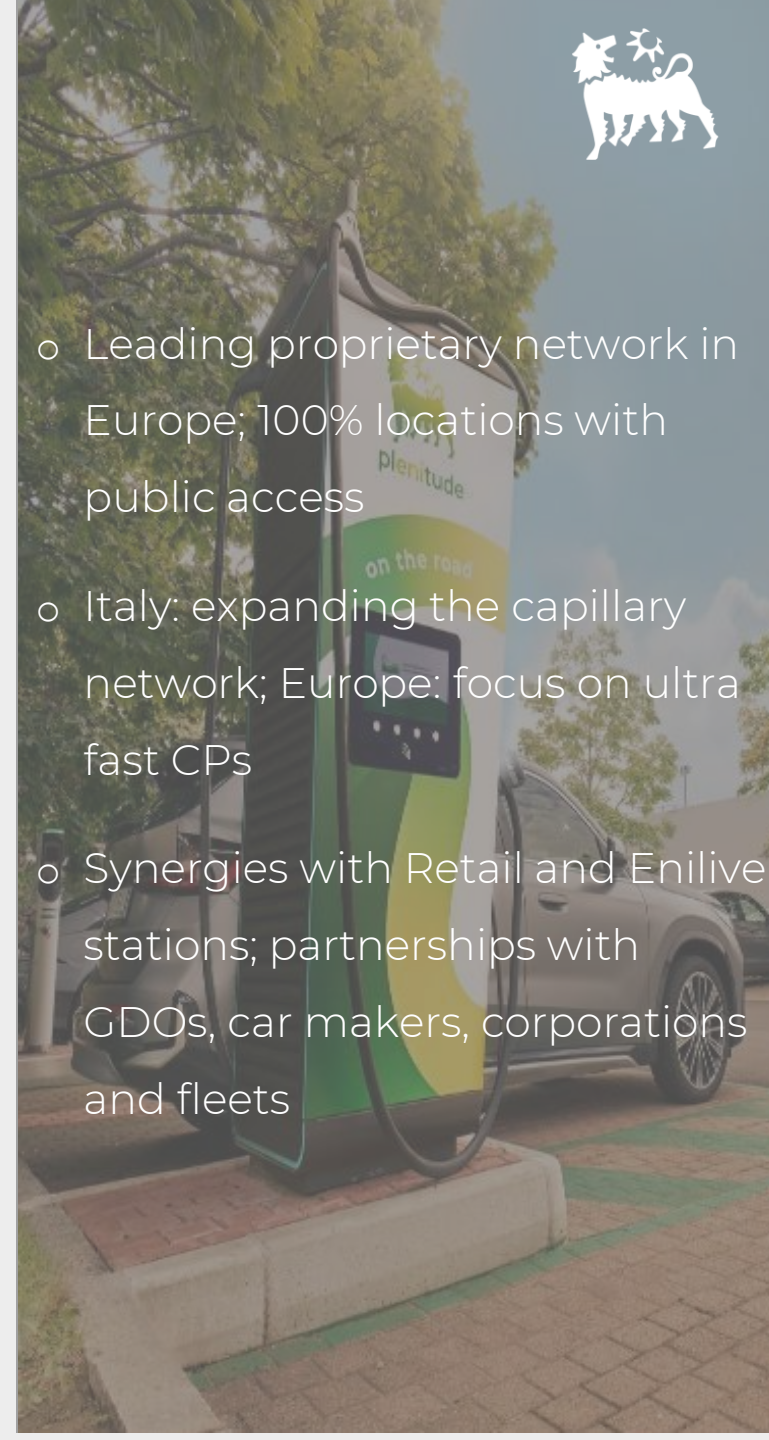 Leading proprietary network in
Europe; 100% locations with
public access
plenitude
on the road
Italy: expanding the capillary
network; Europe: focus on ultra
fast CPs
Synergies with Retail and Enilive
stations; partnerships with
GDOs, car makers, corporations
and fleets